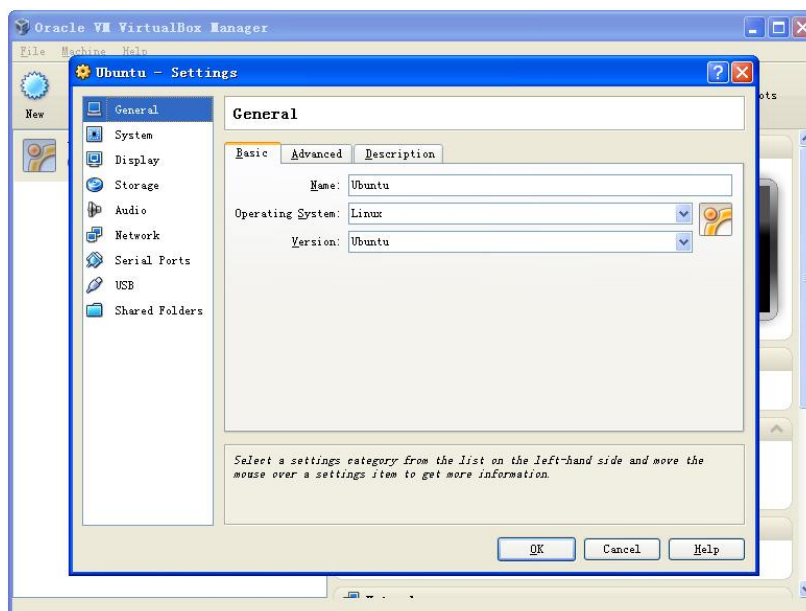 Oracle VM VirtualBox Manager
File Machine Help
Ubuntu - Settings
New
General
System
Display
Storage
Audio
Network
Serial Ports
USB
Shared Folders
General
Basic Advanced Description
Name: Ubuntu
Operating System: Linux
Version: Ubuntu
Select a settings category from the list on the left-hand side and move the
mouse over a settings item to get more information.
OK Cancel Help